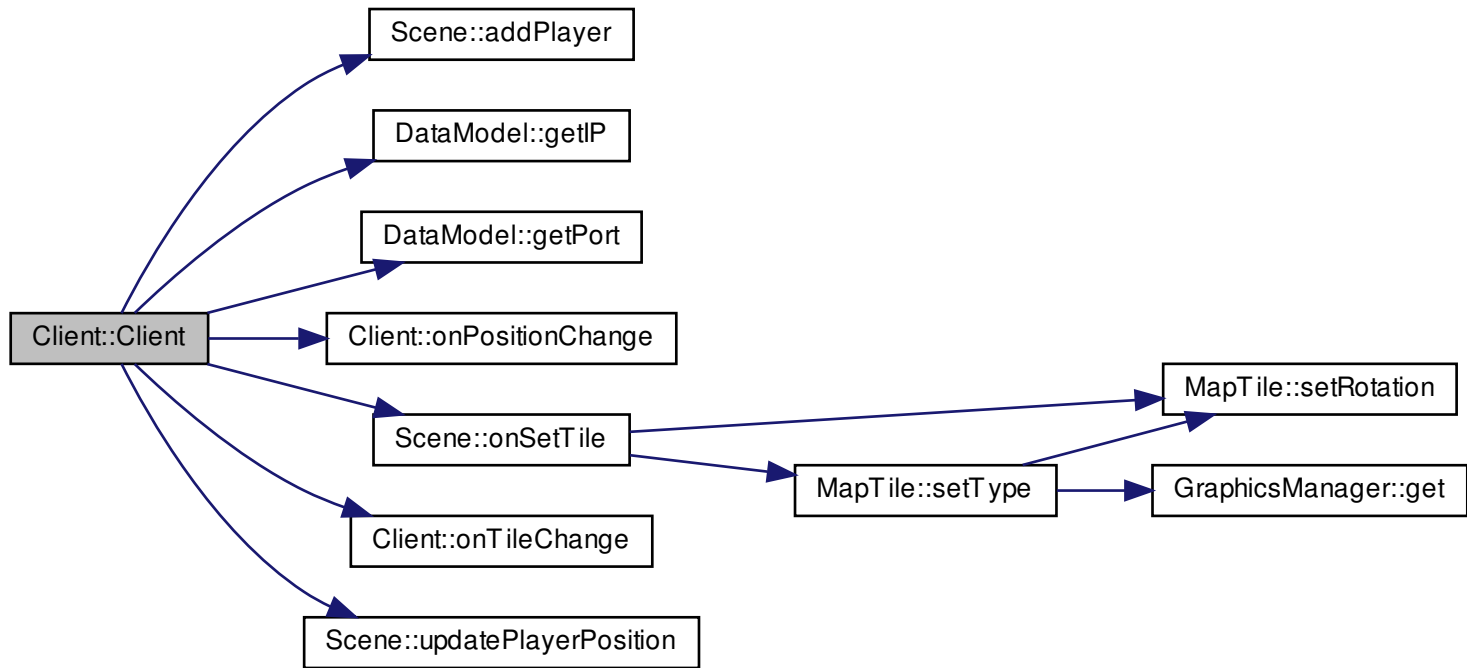 Scene::addPlayer
DataModel::getIP
DataModel::getPort
Client::Client
Client::onPositionChange
MapTile::setRotation
Scene::onSetTile
MapTile::setType
GraphicsManager::get
Client::onTileChange
Scene::updatePlayerPosition